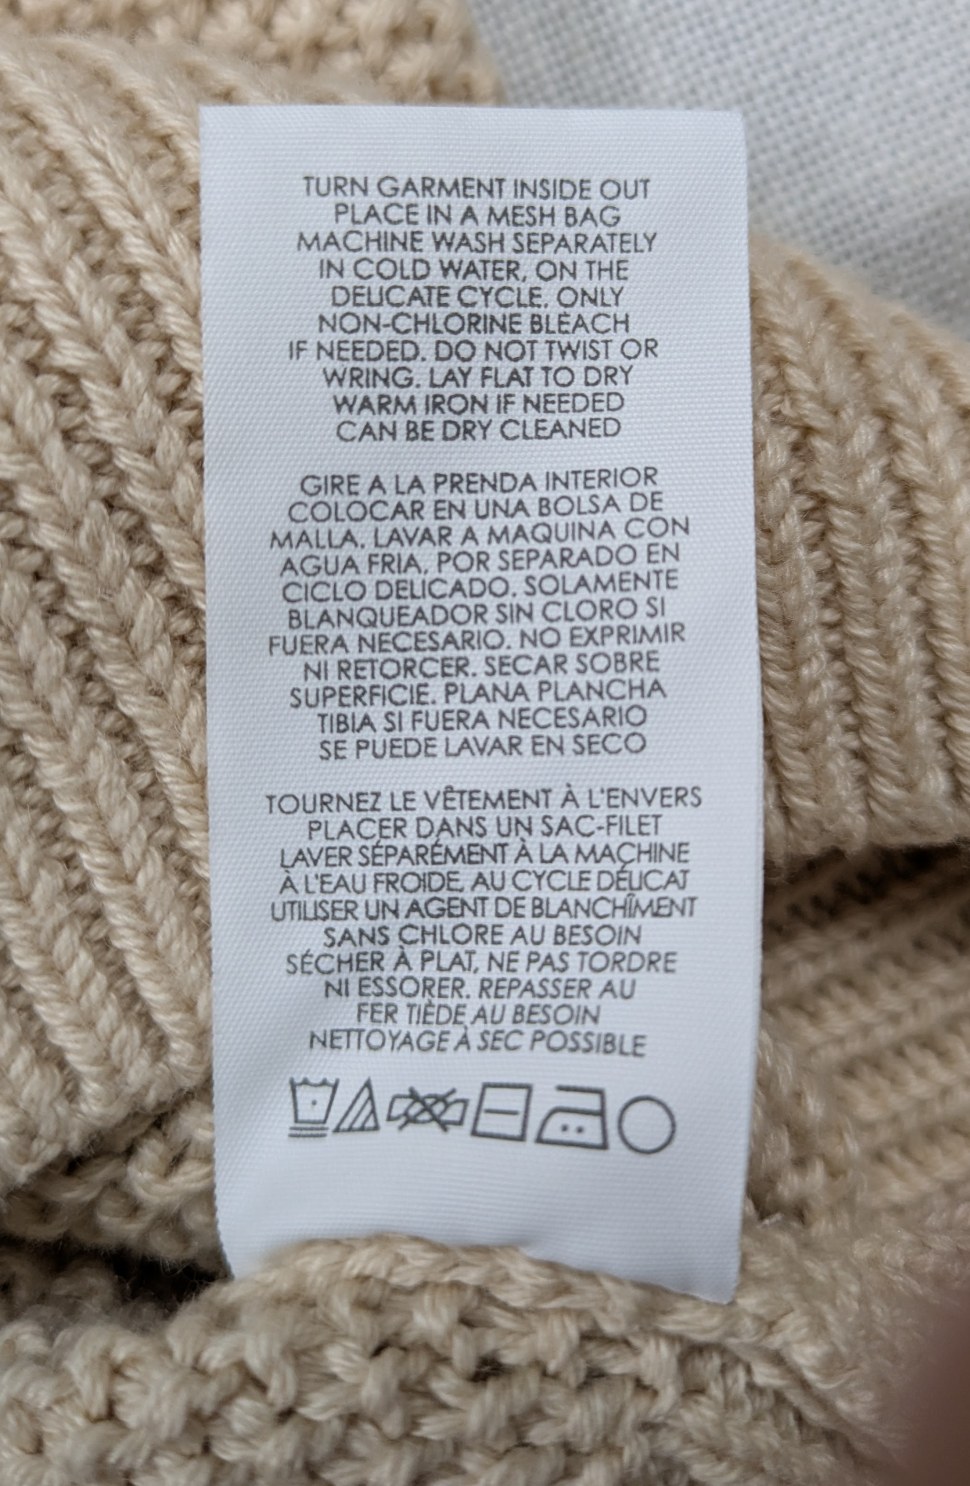 TURN GARMENT INSIDE OUT
PLACE IN A MESH BAG
MACHINE WASH SEPARATELY
IN COLD WATER, ON THE
DELICATE CYCLE. ONLY
NON-CHLORINE BLEACH
IF NEEDED. DO NOT TWIST OR
WRING. LAY FLAT TO DRY
WARM IRON IF NEEDED
CAN BE DRY CLEANED
GIRE A LA PRENDA INTERIOR
COLOCAR EN UNA BOLSA DE
MALLA. LAVAR A MAQUINA CON
AGUA FRIA, POR SEPARADO EN
CICLO DELICADO. SOLAMENTE
BLANQUEADOR SIN CLORO SI
FUERA NECESARIO. NO EXPRIMIR
NI RETORCER. SECAR SOBRE
SUPERFICIE. PLANA PLANCHA
TIBIA SI FUERA NECESARIO
SE PUEDE LAVAR EN SECO
TOURNEZ LE VÊTEMENT À L'ENVERS
PLACER DANS UN SAC-FILET
LAVER SÉPARÉMENT À LA MACHINE
À L'EAU FROIDE, AU CYCLE DÉLICAT
UTILISER UN AGENT DE BLANCHÎMENT
SANS CHLORE AU BESOIN
SÉCHER À PLAT, NE PAS TORDRE
NI ESSORER. REPASSER AU
FER TIÈDE AU BESOIN
NETTOYAGE À SEC POSSIBLE